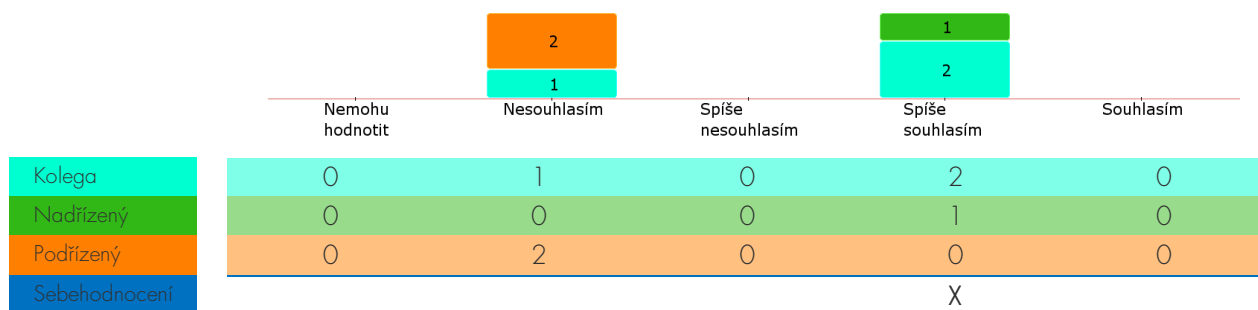 2
1
1
2
Nemohu
hodnotit
Nesouhlasím
Spíše
nesouhlasím
Spíše
souhlasím
Souhlasím
Kolega 0 1 0 2 0
Nadřízený 0 0 0 1 0
Podřízený 0 2 0 0 0
Sebehodnocení X